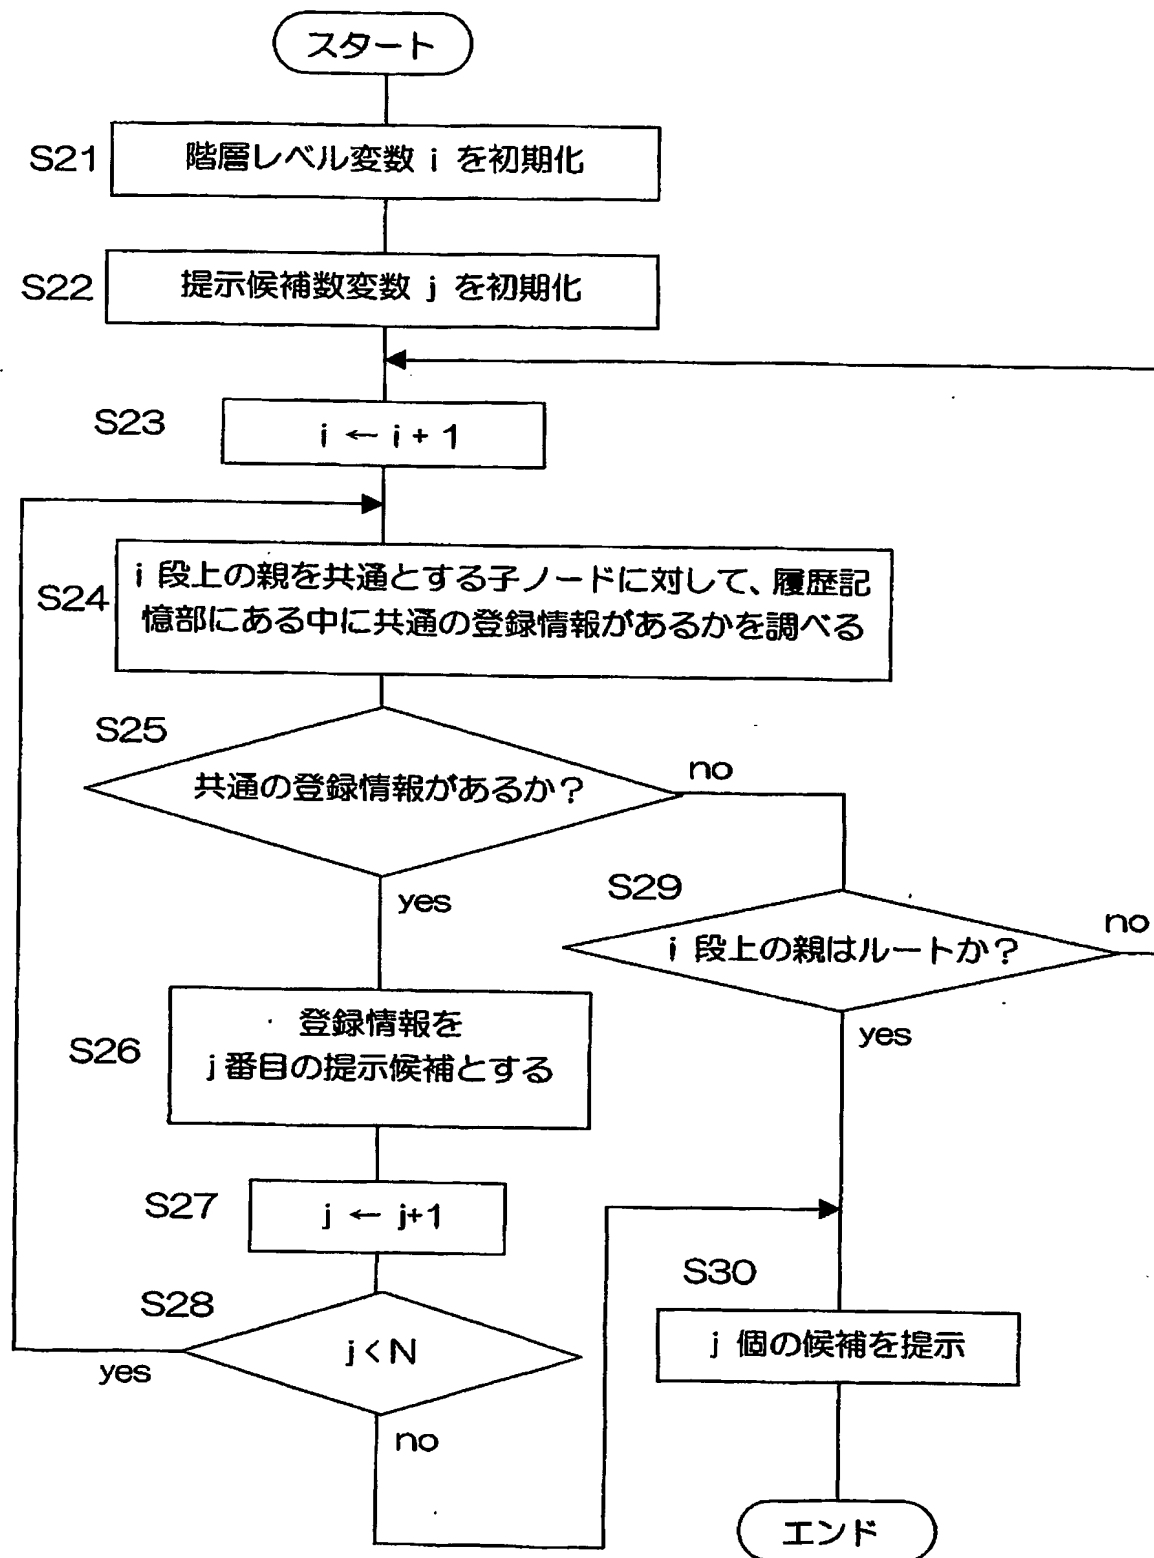 スタート
S21
階層レベル変数 i を初期化
S22
提示候補数変数 j を初期化
S23
i ← i + 1
S24
i 段上の親を共通とする子ノードに対して、履歴記
憶部にある中に共通の登録情報があるかを調べる
S25
共通の登録情報があるか？
no
yes
S29
i 段上の親はルートか？
no
yes
S26
登録情報を
j 番目の提示候補とする
S27
j ← j+1
S28
j < N
yes
no
S30
j 個の候補を提示
エンド